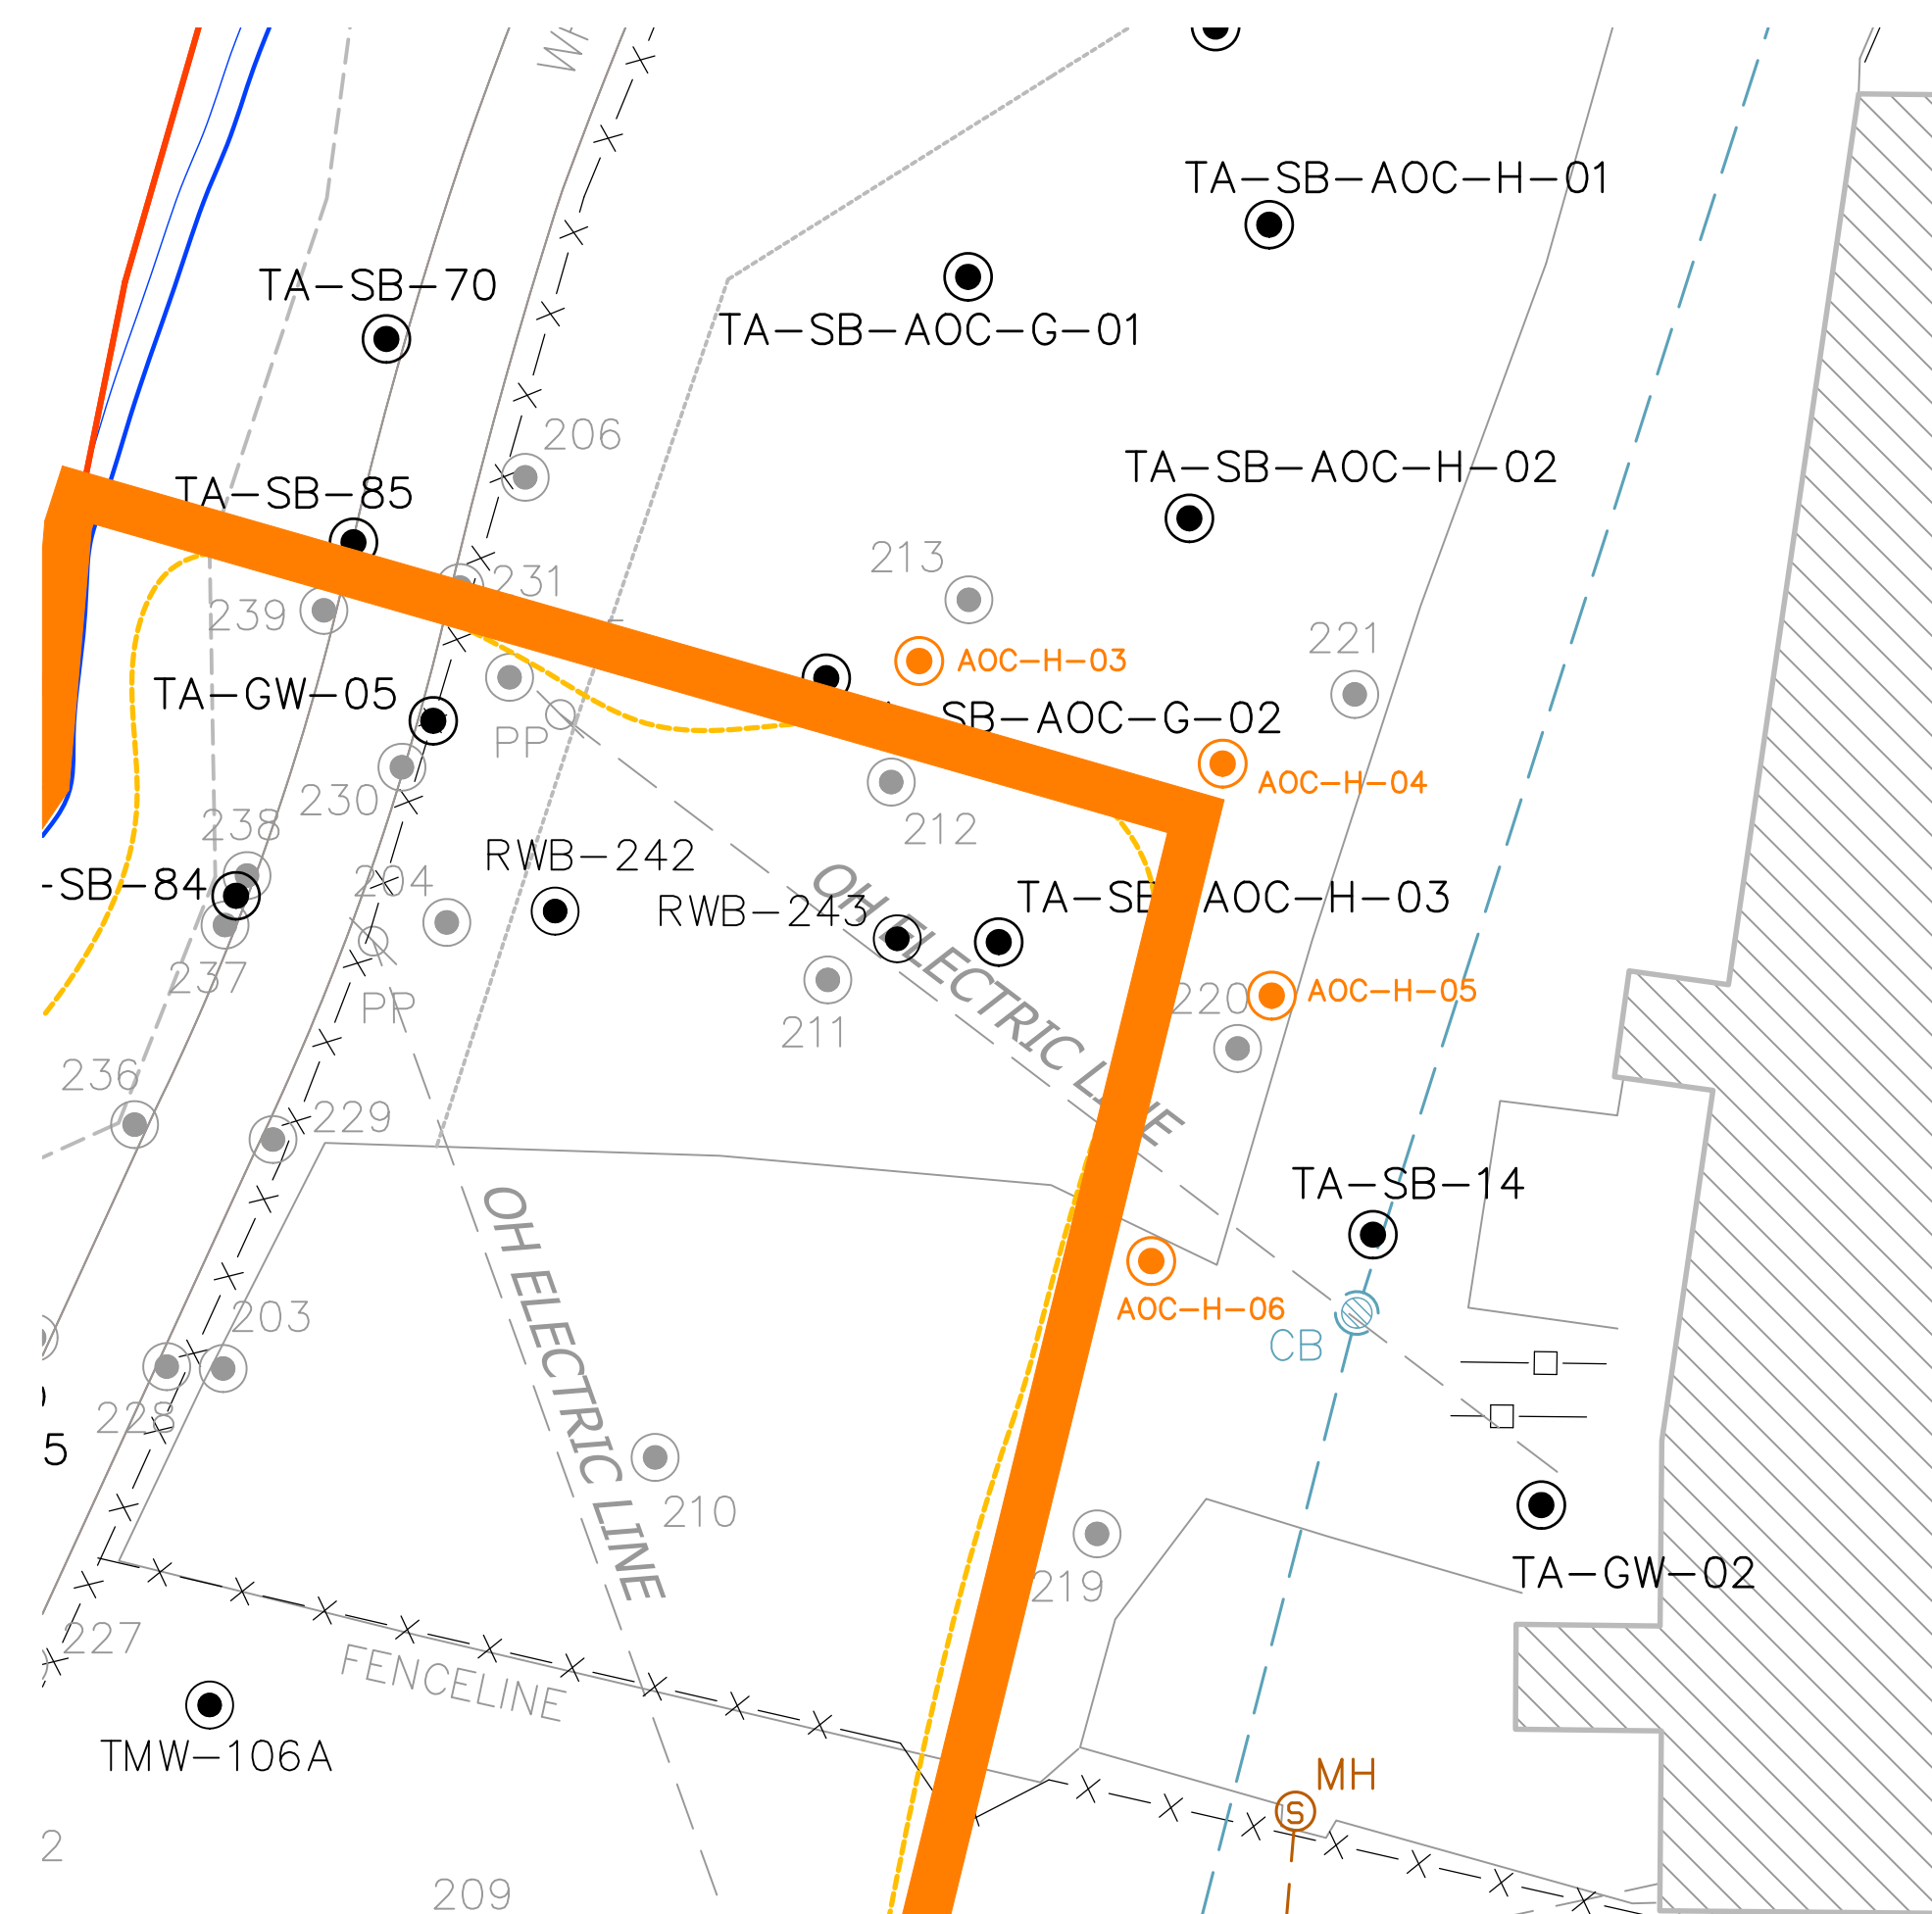 TA-SB-AOC-H-01
TA-SB-70
TA-SB-AOC-G-01
206
TA-SB-AOC-H-02
TA-SB-85
213
231
239
AOC-H-03
221
TA-GW-05
SB-AOC-G-02
PP
AOC-H-04
230
238
212
RWB-242
204
-SB-84
RWB-243
OH ELECTRIC LINE
TA-SB AOC-H-03
237
PP
220
AOC-H-05
211
236
229
TA-SB-14
OH ELECTRIC LINE
203
AOC-H-06
CB
228
5
210
TA-GW-02
219
227
FENCELINE
TMW-106A
MH
S
2
209